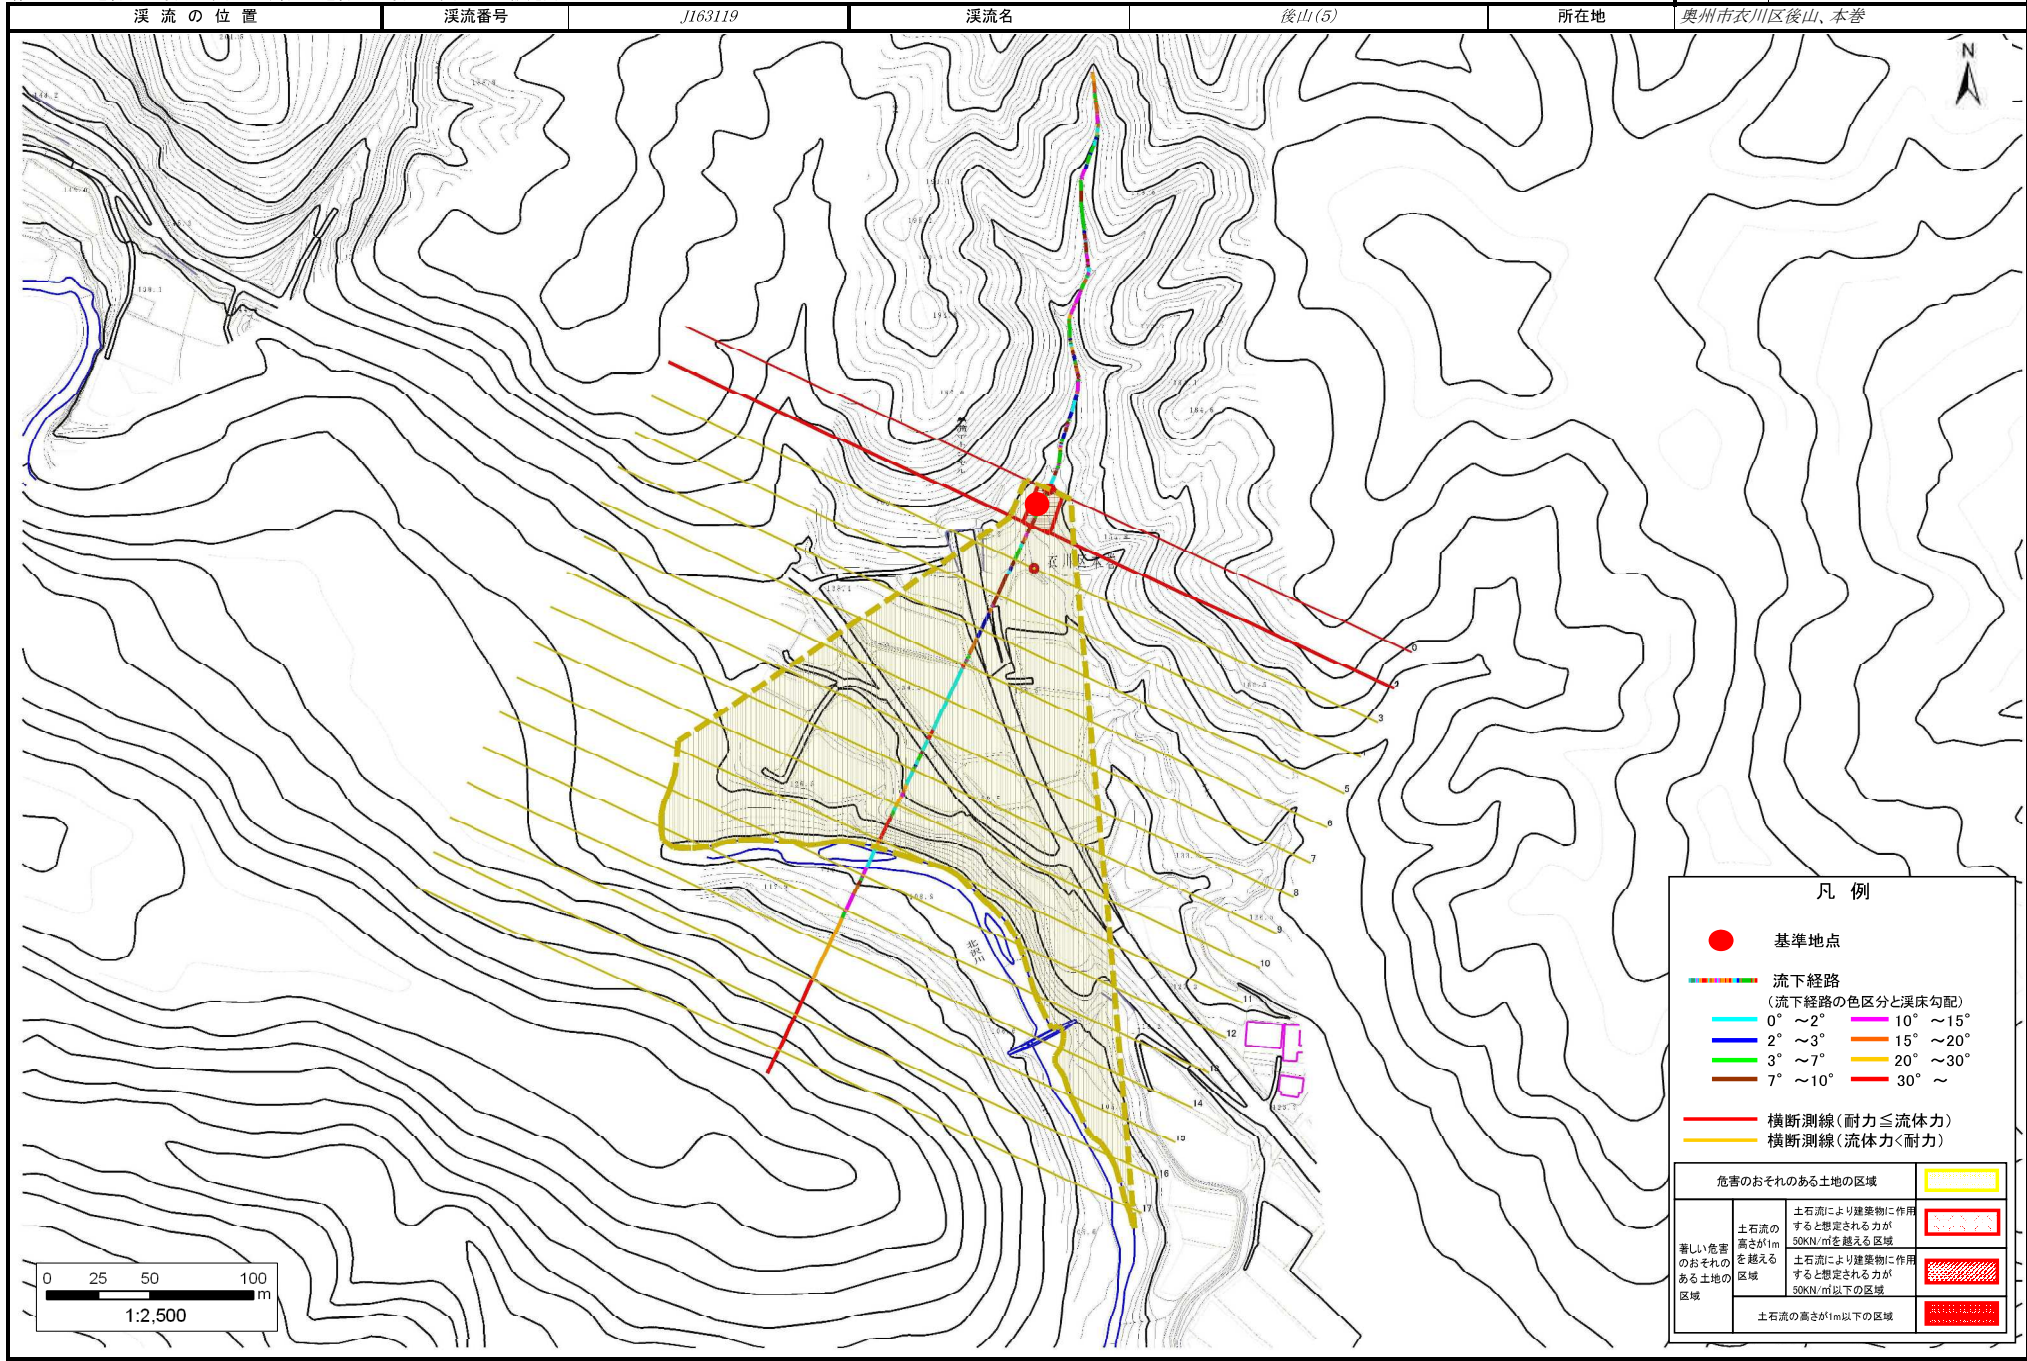 渓流の位置
渓流番号
J163119
渓流名
後山(5)
所在地
奥州市衣川区後山、本巻
N
衣川区本巻
北沢川
0
2
3
5
6
7
8
9
10
11
12
13
14
15
16
17
凡 例
基準地点
流下経路
(流下経路の色区分と渓床勾配)
0° ～2° 10° ～15°
2° ～3° 15° ～20°
3° ～7° 20° ～30°
7° ～10° 30° ～
横断測線(耐力≦流体力)
横断測線(流体力<耐力)
危害のおそれのある土地の区域
著しい危害
のおそれの
ある土地の
区域
土石流の
高さが1m
を越える
区域
土石流により建築物に作用
すると想定される力が
50KN/㎡を越える区域
土石流により建築物に作用
すると想定される力が
50KN/㎡以下の区域
土石流の高さが1m以下の区域
0 25 50 100
m
1:2,500